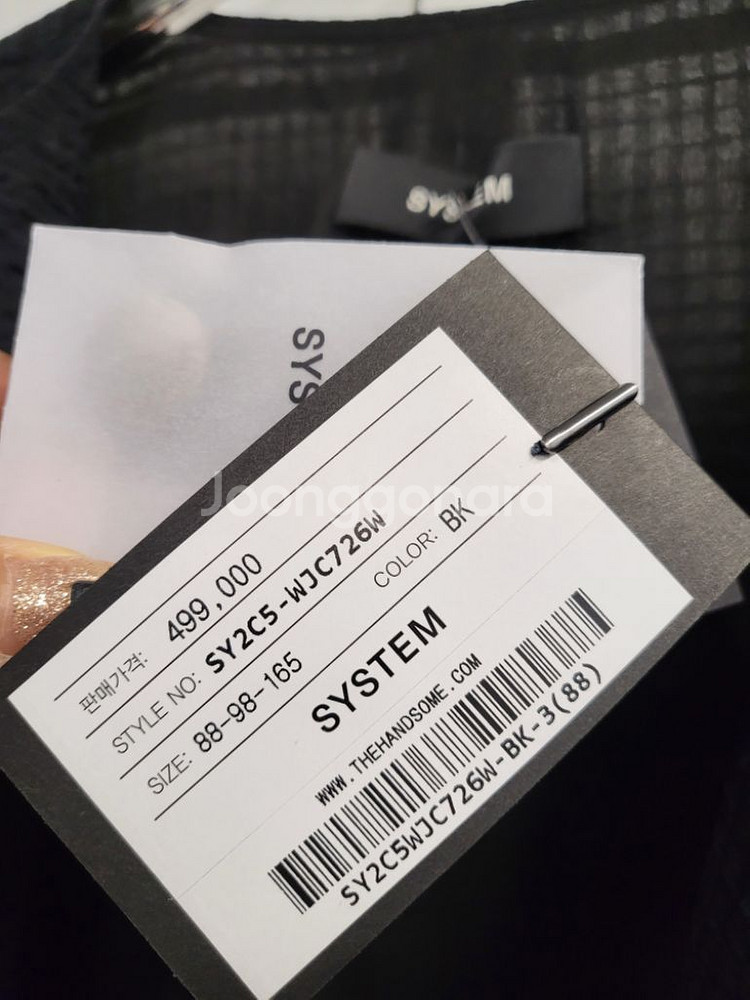 SYSTEM
SYS
Joonggonara
판매가격: 499,000
STYLE NO: SY2C5-WJC726W
SIZE: 88-98-165 COLOR: BK
SYSTEM
WWW.THEHANDSOME.COM
SY2C5WJC726W-BK-3(88)